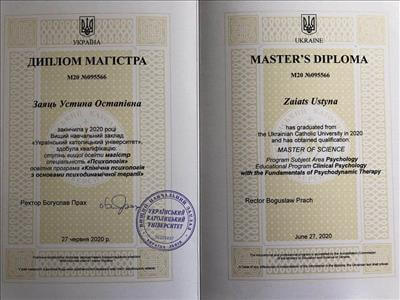 УКРАЇНА
ДИПЛОМ МАГІСТРА
М20 №095566
Заяць Устина Остапівна
закінчила у 2020 році
Вищий навчальний заклад
«Український католицький університет»,
здобула кваліфікацію:
ступінь вищої освіти магістр
спеціальність «Психологія»
освітня програма «Клінічна психологія
з основами психодинамічної терапії»
Ректор Богуслав Прах
УКРАЇНСЬКИЙ
КАТОЛИЦЬКИЙ
УНІВЕРСИТЕТ
27 червня 2020 р.
UKRAINE
MASTER'S DIPLOMA
M20 №095566
Zaiats Ustyna
has graduated from
the Ukrainian Catholic University in 2020
and has obtained qualification:
MASTER OF SCIENCE
Program Subject Area Psychology
Educational Program Clinical Psychology
with the Fundamentals of Psychodynamic Therapy
Rector Boguslaw Prach
June 27, 2020